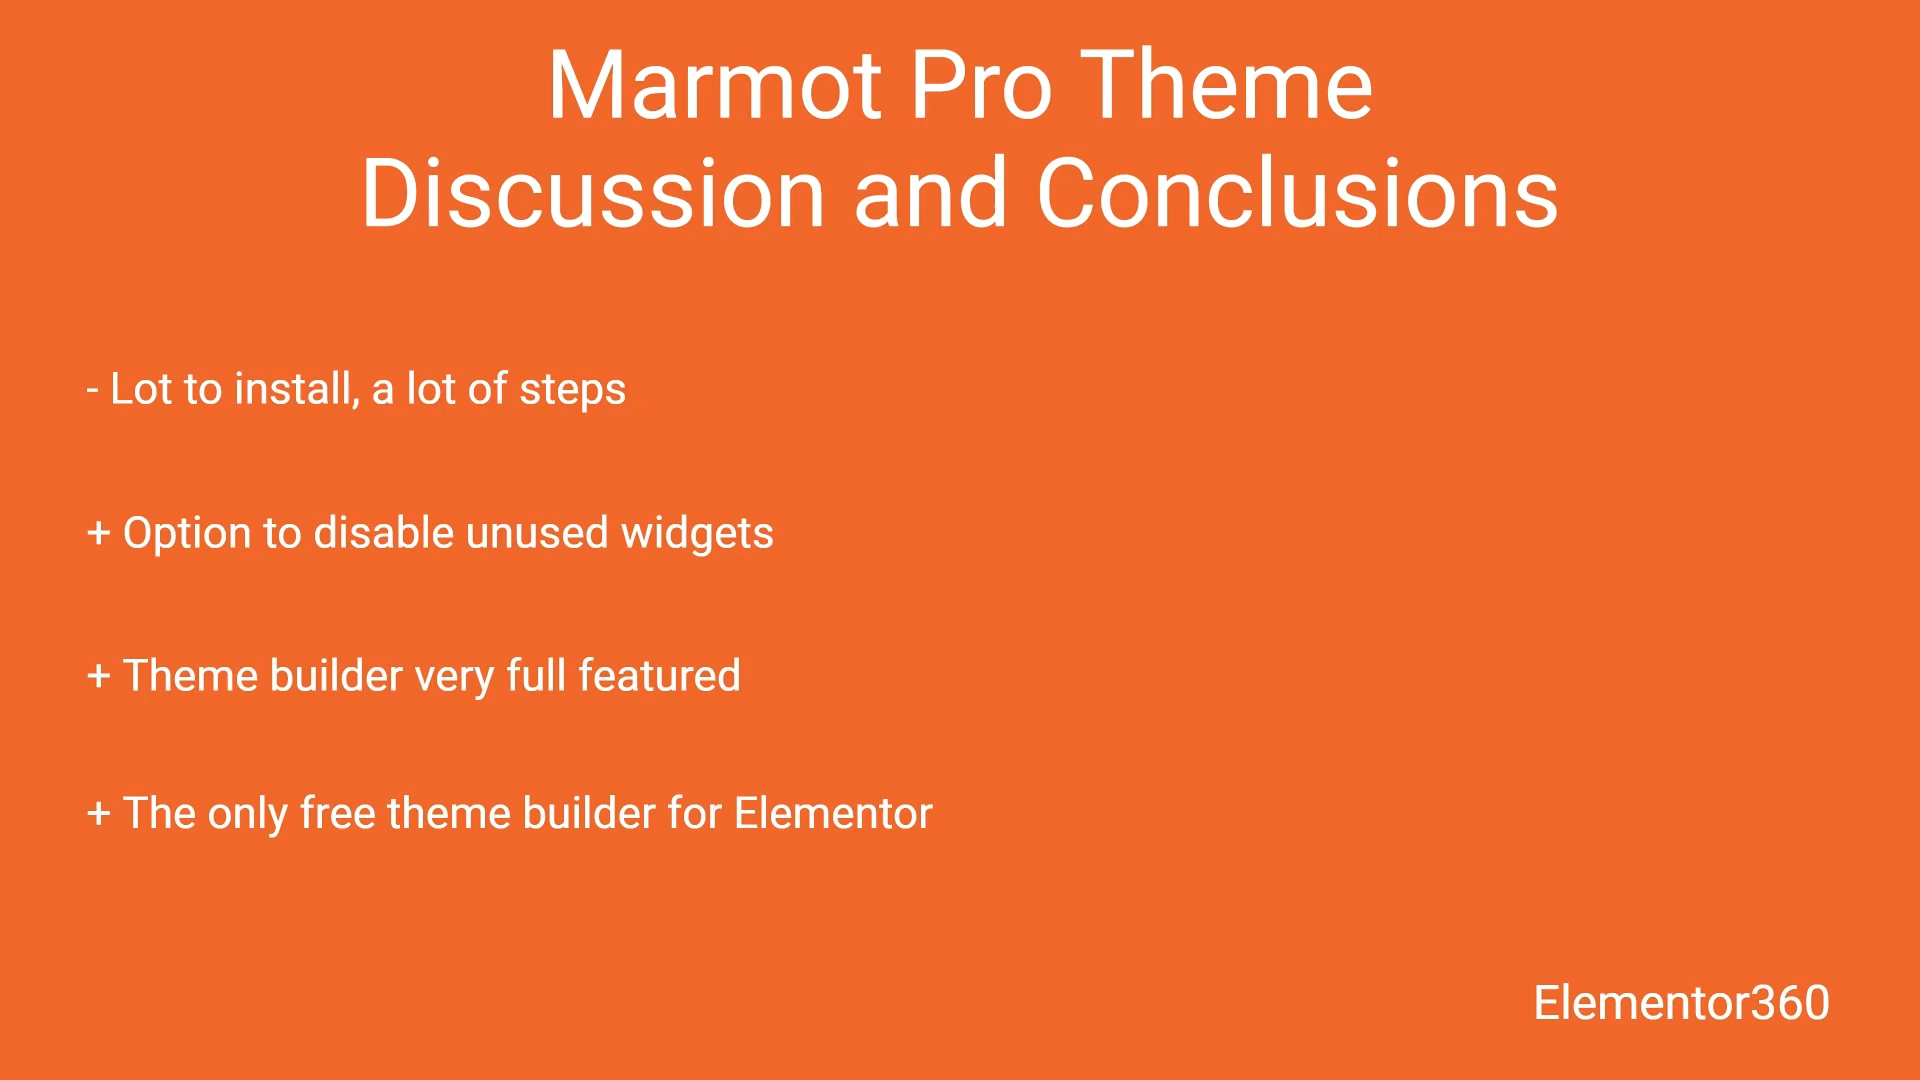 Marmot Pro Theme
Discussion and Conclusions
- Lot to install, a lot of steps
+ Option to disable unused widgets
+ Theme builder very full featured
+ The only free theme builder for Elementor
Elementor360